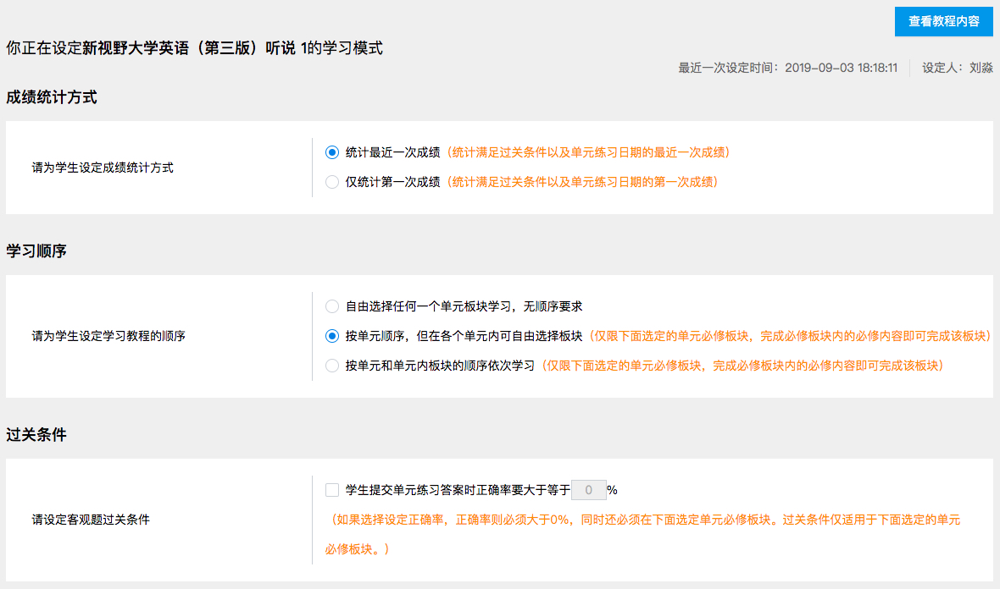 查看教程内容
你正在设定新视野大学英语（第三版）听说 1的学习模式
最近一次设定时间：2019-09-03 18:18:11 设定人：刘淼
成绩统计方式
请为学生设定成绩统计方式
统计最近一次成绩（统计满足过关条件以及单元练习日期的最近一次成绩）
仅统计第一次成绩（统计满足过关条件以及单元练习日期的第一次成绩）
学习顺序
自由选择任何一个单元板块学习，无顺序要求
请为学生设定学习教程的顺序
按单元顺序，但在各个单元内可自由选择板块（仅限下面选定的单元必修板块，完成必修板块内的必修内容即可完成该板块）
按单元和单元内板块的顺序依次学习（仅限下面选定的单元必修板块，完成必修板块内的必修内容即可完成该板块）
过关条件
学生提交单元练习答案时正确率要大于等于 0 %
请设定客观题过关条件
（如果选择设定正确率，正确率则必须大于0%，同时还必须在下面选定单元必修板块。过关条件仅适用于下面选定的单元
必修板块。）